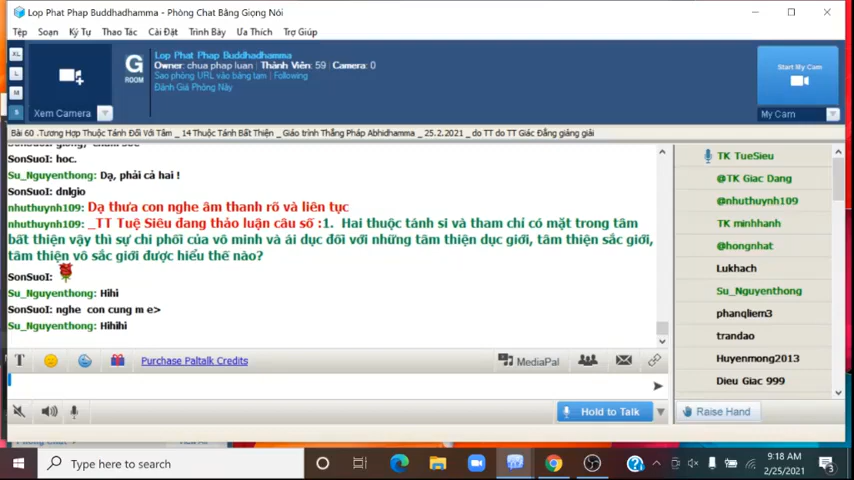 Lop Phat Phap Buddhadhamma - Phòng Chat Bằng Giọng Nói
Tệp Soạn Ký Tự Thao Tác Cài Đặt Trình Bày Ưa Thích Trợ Giúp
XL
L
M
S
Xem Camera
G
ROOM
Lop Phat Phap Buddhadhamma
Owner: chua phap luan | Thành Viên: 59 | Camera: 0
Sao phỏng URL vào bảng tạm | Following
Đánh Giá Phòng Này
Start My Cam
My Cam
Bài 60 .Tương Hợp Thuộc Tánh Đối Với Tâm _ 14 Thuộc Tánh Bất Thiện _ Giáo trình Thắng Pháp Abhidhamma _ 25.2.2021 _ do TT do TT Giác Đẳng giảng giải
SonSuoI: hoc.
Su_Nguyenthong: Dạ, phải cả hai !
SonSuoI: dnlgio
nhuthuynh109: Dạ thưa con nghe âm thanh rõ và liên tục
nhuthuynh109: _TT Tuệ Siêu đang thảo luận câu số :1. Hai thuộc tánh si và tham chỉ có mặt trong tâm
bất thiện vậy thì sự chi phối của vô minh và ái dục đối với những tâm thiện dục giới, tâm thiện sắc giới,
tâm thiện vô sắc giới được hiểu thế nào?
SonSuoI:
Su_Nguyenthong: Hihi
SonSuoI: nghe con cung m e>
Su_Nguyenthong: Hihihi
TK TueSieu
@TK Giac Dang
@nhuthuynh109
TK minhhanh
@hongnhat
Lukhach
Su_Nguyenthong
phanqliem3
trandao
Huyenmong2013
Dieu Giac 999
T
Purchase Paltalk Credits
MediaPal
Hold to Talk
Raise Hand
Type here to search
9:18 AM
2/25/2021
3